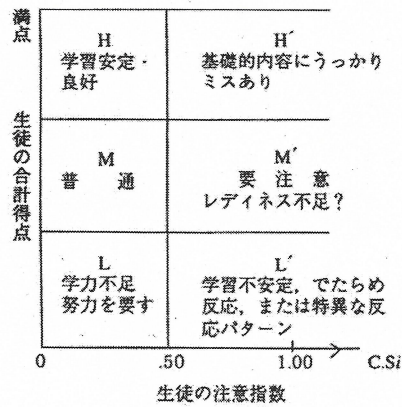 満点
生徒の合計得点
H
学習安定・
良好
H´
基礎的内容にうっかり
ミスあり
M
普　通
M´
要 注 意
レディネス不足？
L
学力不足
努力を要す
L´
学習不安定，でたらめ
反応，または特異な反
応パターン
0 .50 1.00 C.Si
生徒の注意指数